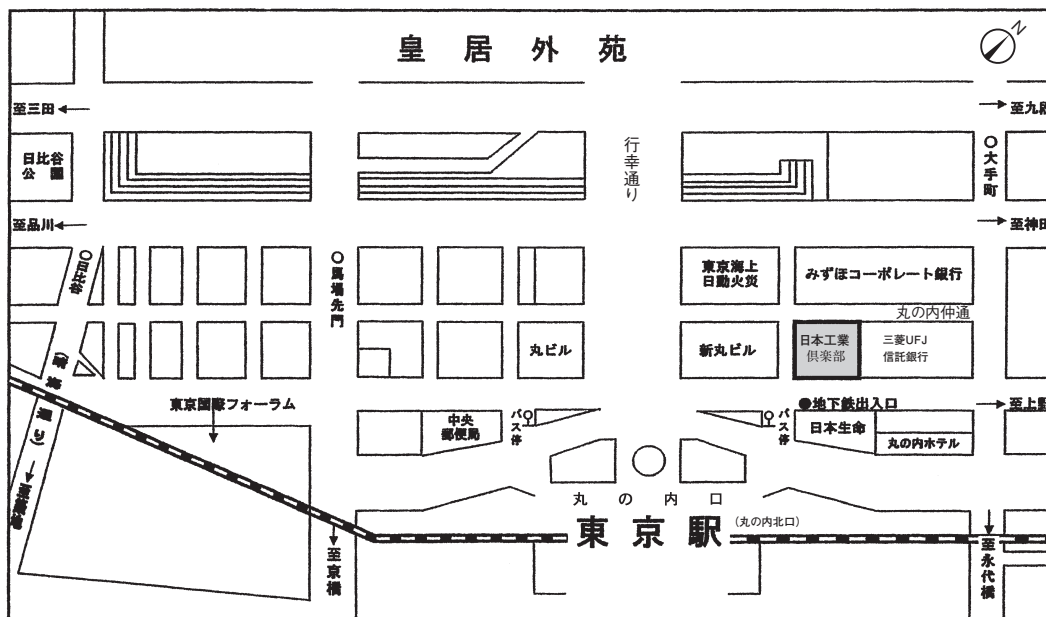 皇居外苑
N
至三田
至九段
日比谷
公園
行幸通り
大手町
至品川
至神田
日比谷
馬場先門
東京海上
日動火災
みずほコーポレート銀行
丸の内仲通
丸ビル
新丸ビル
日本工業
倶楽部
三菱UFJ
信託銀行
東京国際フォーラム
地下鉄出入口
至上野
中央
郵便局
バス停
バス停
日本生命
丸の内ホテル
丸の内口
東京駅
(丸の内北口)
至京橋
至永代橋